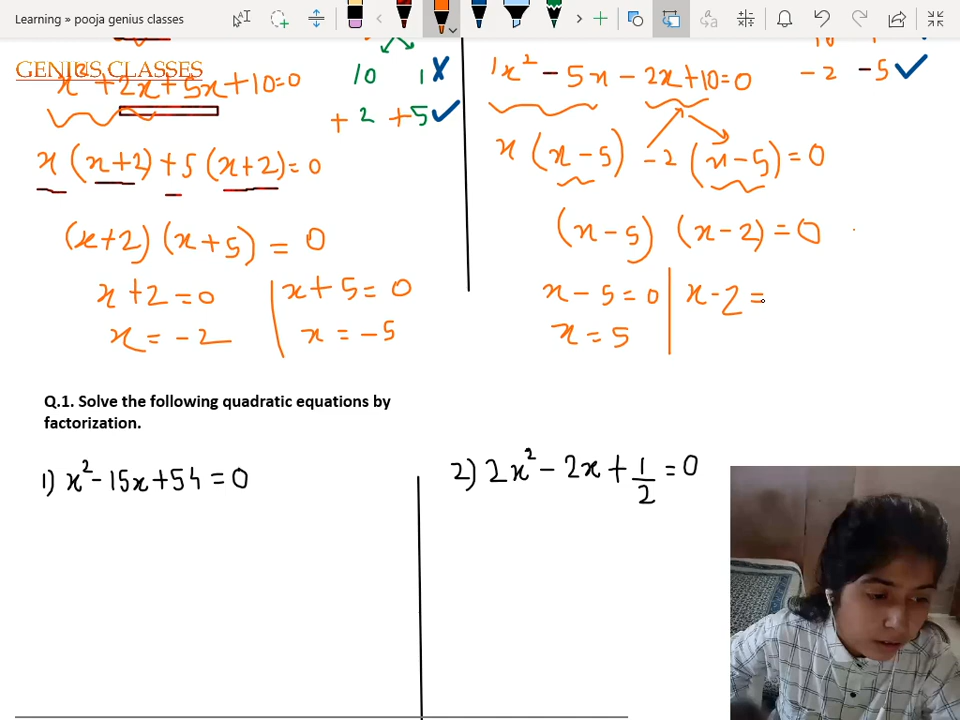 Learning » pooja genius classes
GENIUS CLASSES
x² + 2x + 5x + 10 = 0
10 1 ✗
+ 2 + 5 ✓
x (x+2) + 5 (x+2) = 0
(x+2) (x+5) = 0
x + 2 = 0 | x + 5 = 0
x = -2 | x = -5
1x² - 5x - 2x + 10 = 0
- 2 - 5 ✓
x (x-5) -2 (x-5) = 0
(x-5) (x-2) = 0
x - 5 = 0 | x - 2 =
x = 5
Q.1. Solve the following quadratic equations by
factorization.
1) x² - 15x + 54 = 0
2) 2x² - 2x + 1/2 = 0